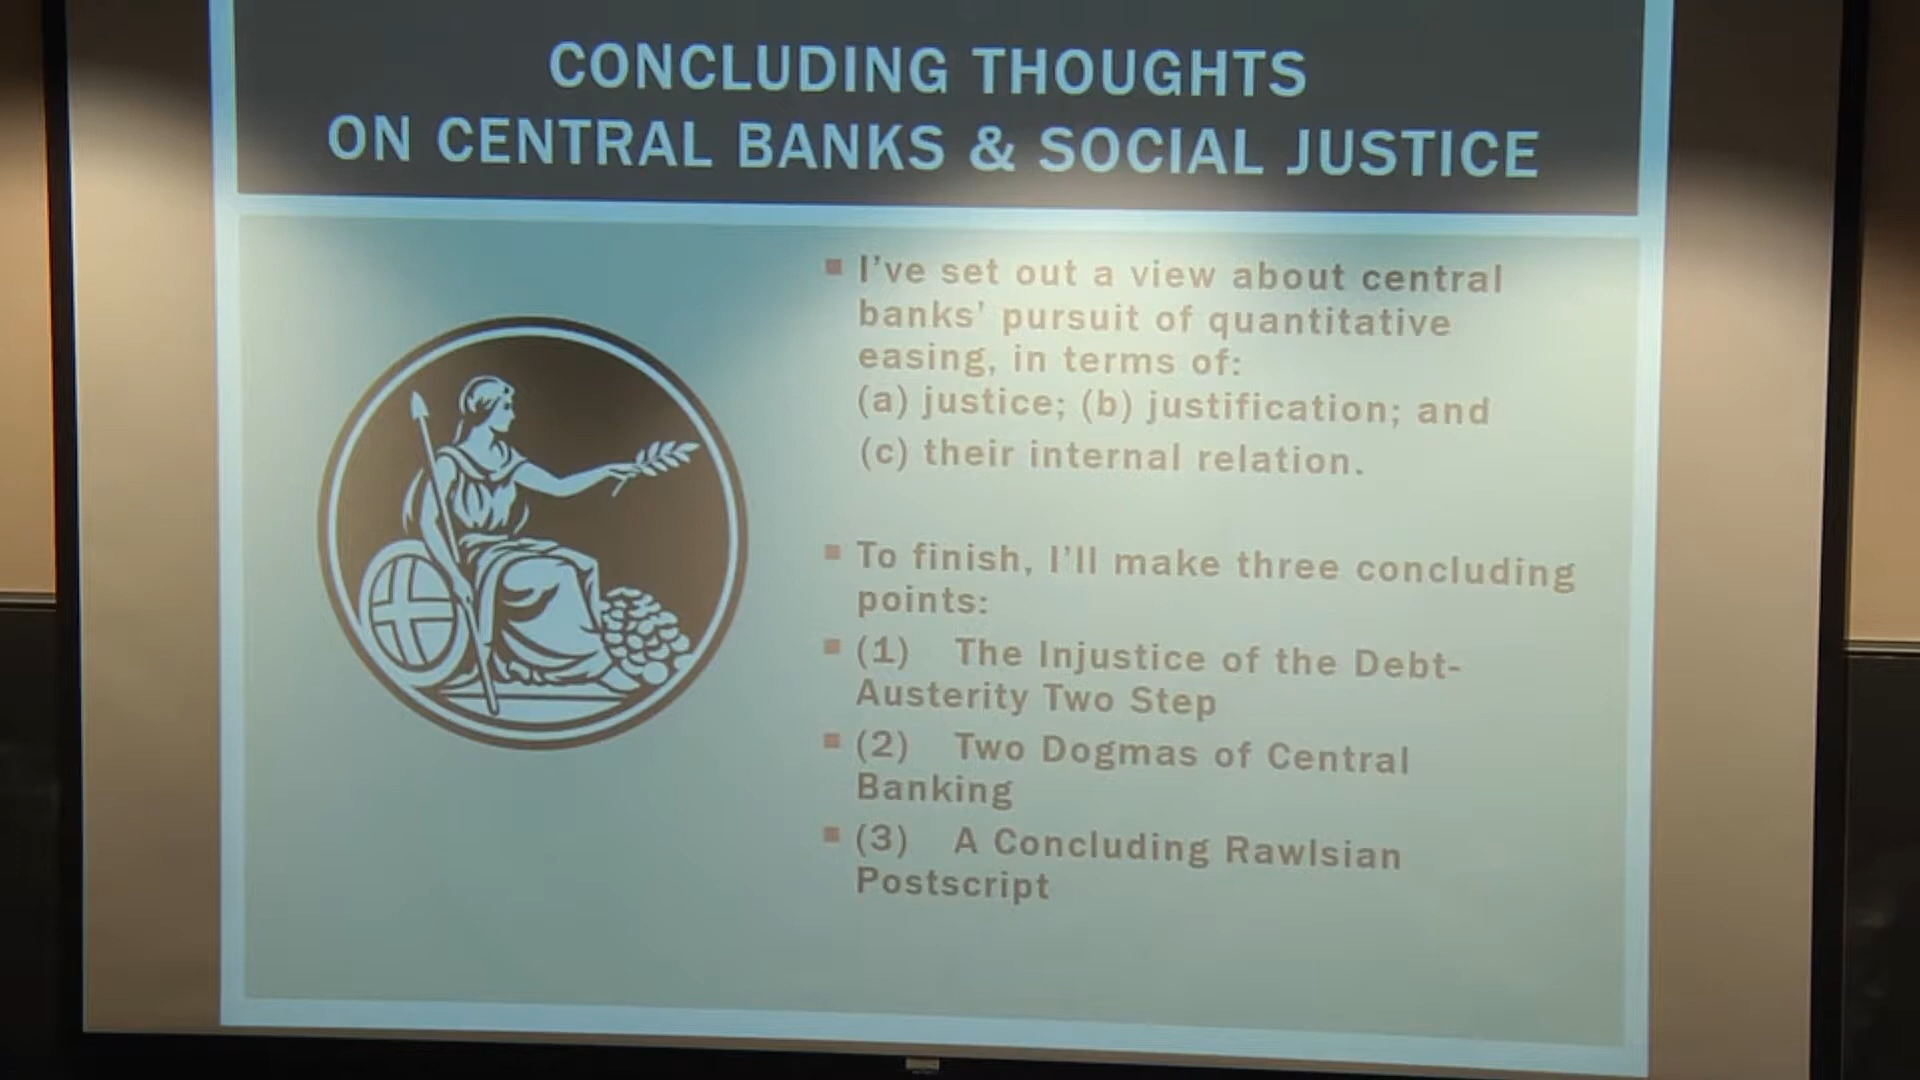 CONCLUDING THOUGHTS
ON CENTRAL BANKS & SOCIAL JUSTICE
I've set out a view about central
banks' pursuit of quantitative
easing, in terms of:
(a) justice; (b) justification; and
(c) their internal relation.
To finish, I'll make three concluding
points:
(1) The Injustice of the Debt-
Austerity Two Step
(2) Two Dogmas of Central
Banking
(3) A Concluding Rawlsian
Postscript